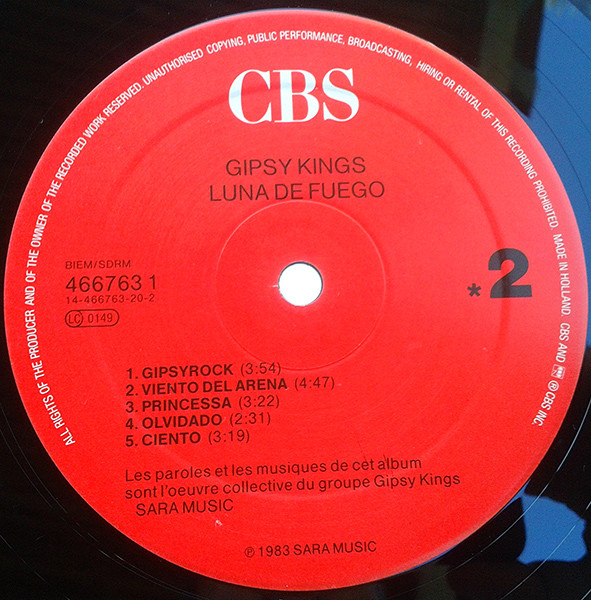 ALL RIGHTS OF THE PRODUCER AND OF THE OWNER OF THE RECORDED WORK RESERVED. UNAUTHORISED COPYING, PUBLIC PERFORMANCE, BROADCASTING, HIRING OR RENTAL OF THIS RECORDING PROHIBITED. MADE IN HOLLAND. CBS AND ® CBS INC.
CBS
GIPSY KINGS
LUNA DE FUEGO
BIEM/SDRM
466763 1
14-466763-20-2
LC 0149
*2
1. GIPSYROCK (3:54)
2. VIENTO DEL ARENA (4:47)
3. PRINCESSA (3:22)
4. OLVIDADO (2:31)
5. CIENTO (3:19)
Les paroles et les musiques de cet album
sont l'oeuvre collective du groupe Gipsy Kings
SARA MUSIC
℗ 1983 SARA MUSIC